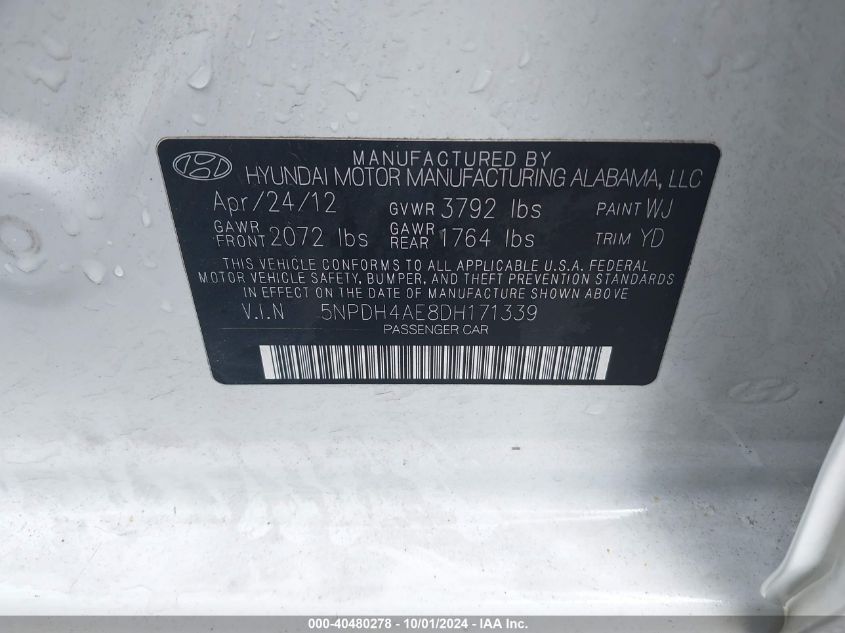 MANUFACTURED BY
HYUNDAI MOTOR MANUFACTURING ALABAMA, LLC
Apr/24/12 GVWR 3792 lbs PAINT WJ
GAWR FRONT 2072 lbs GAWR REAR 1764 lbs TRIM YD
THIS VEHICLE CONFORMS TO ALL APPLICABLE U.S.A. FEDERAL
MOTOR VEHICLE SAFETY, BUMPER, AND THEFT PREVENTION STANDARDS
IN EFFECT ON THE DATE OF MANUFACTURE SHOWN ABOVE
V.I.N 5NPDH4AE8DH171339
PASSENGER CAR
000-40480278 - 10/01/2024 - IAA Inc.